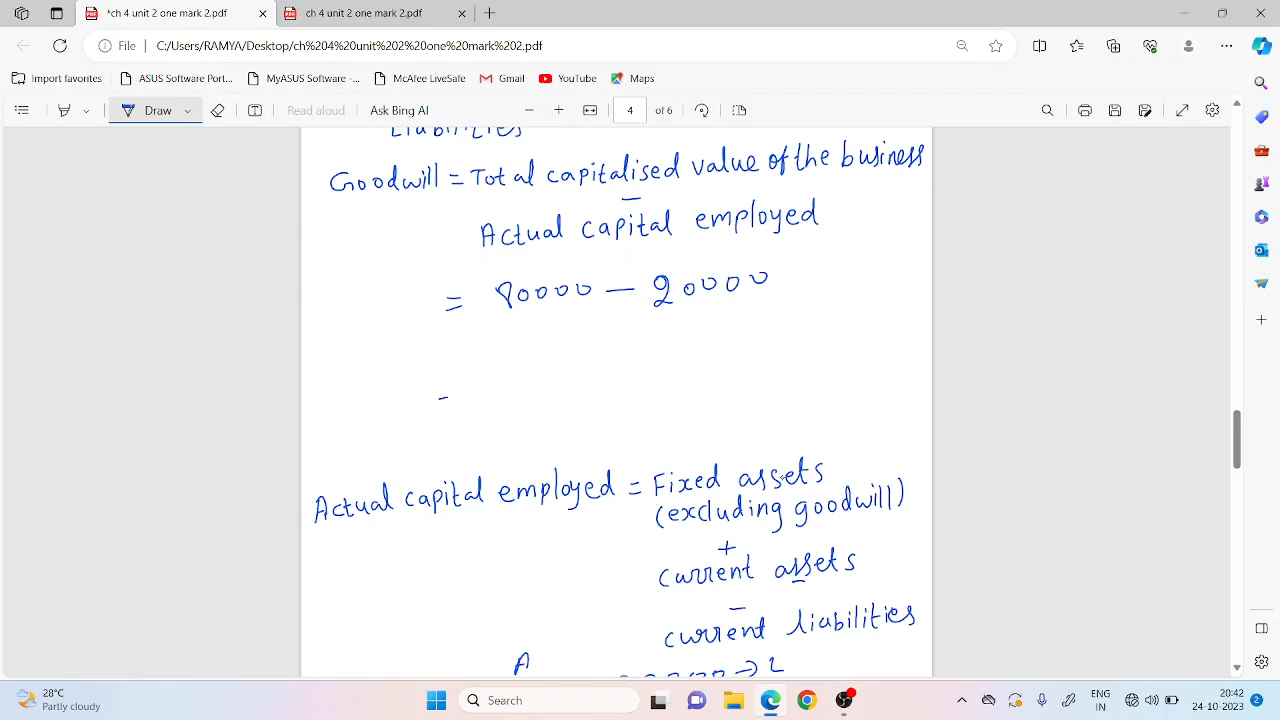 *ch 4 unit 2 one mark 2.pdf
ch 4 unit 2 one mark 2.pdf
File C:/Users/RAMYA/Desktop/ch%204%20unit%202%20one%20mark%202.pdf
Import favorites ASUS Software Port... MyASUS Software -... McAfee LiveSafe Gmail YouTube Maps
Draw Read aloud Ask Bing AI 4 of 6
Liabilities
Goodwill = Total capitalised value of the business
-
Actual capital employed
= 80000 - 20000
-
Actual capital employed = Fixed assets
(excluding goodwill)
+
current assets
-
current liabilities
A
28°C
Partly cloudy
Search
ENG
IN
20:42
24-10-2023
2